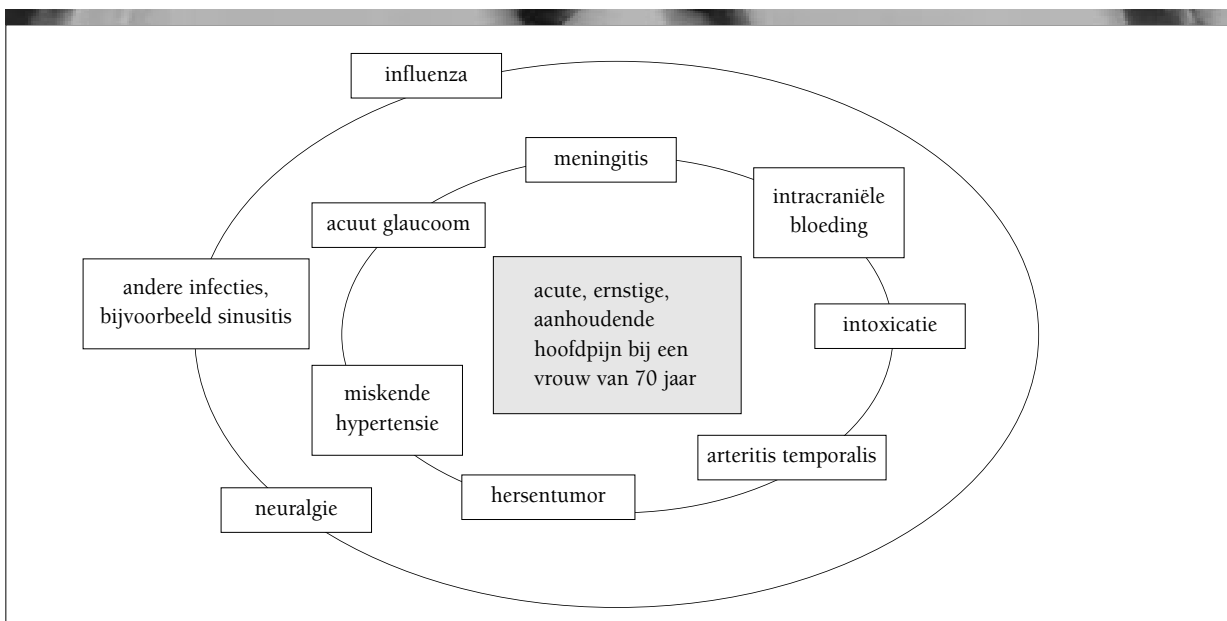 influenza
meningitis
intracraniële
bloeding
acuut glaucoom
andere infecties,
bijvoorbeeld sinusitis
acute, ernstige,
aanhoudende
hoofdpijn bij een
vrouw van 70 jaar
intoxicatie
miskende
hypertensie
arteritis temporalis
hersentumor
neuralgie